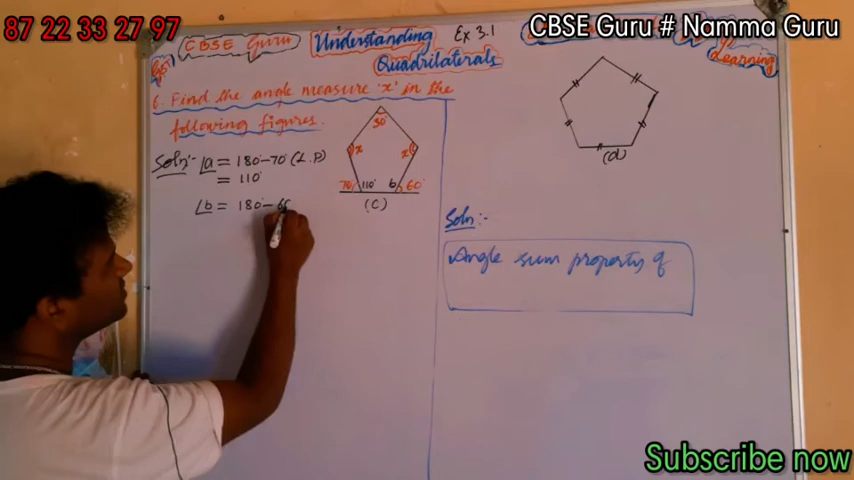 87 22 33 27 97
CBSE Guru # Namma Guru
CBSE Guru
Understanding
Quadrilaterals
Ex 3.1
Learning
6. Find the angle measure 'x' in the
following figures.
30°
x
x
70° 110° b 60°
(C)
Soln:- ∠a = 180°-70° (L.P)
= 110°
∠b = 180°-60
(d)
Soln:-
Angle sum property of
Subscribe now